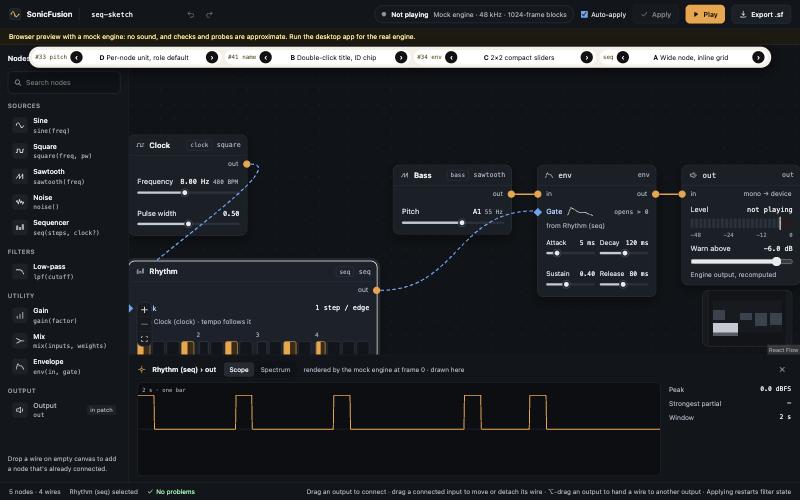 SonicFusion
seq-sketch
Not playing Mock engine · 48 kHz · 1024-frame blocks
Auto-apply
Apply
Play
Export .sf
Browser preview with a mock engine: no sound, and checks and probes are approximate. Run the desktop app for the real engine.
#33 pitch D Per-node unit, role default
#41 name B Double-click title, ID chip
#34 env C 2×2 compact sliders
seq A Wide node, inline grid
Nodes
Search nodes
SOURCES
Sine
sine(freq)
Square
square(freq, pw)
Sawtooth
sawtooth(freq)
Noise
noise()
Sequencer
seq(steps, clock?)
FILTERS
Low-pass
lpf(cutoff)
UTILITY
Gain
gain(factor)
Mix
mix(inputs, weights)
Envelope
env(in, gate)
OUTPUT
Output
out
in patch
Drop a wire on empty canvas to add
a node that's already connected.
Clock clock square
out
Frequency 8.00 Hz 480 BPM
Pulse width 0.50
Rhythm seq seq
out
k 1 step / edge
Clock (clock) · tempo follows it
2 3 4
Bass bass sawtooth
out
Pitch A1 55 Hz
env env
in out
Gate opens > 0
from Rhythm (seq)
Attack 5 ms Decay 120 ms
Sustain 0.40 Release 80 ms
out out
in mono → device
Level not playing
-48 -24 -12 0
Warn above -6.0 dB
Engine output, recomputed
React Flow
Rhythm (seq) › out Scope Spectrum rendered by the mock engine at frame 0 · drawn here
2 s · one bar
Peak 0.0 dBFS
Strongest partial –
Window 2 s
5 nodes · 4 wires Rhythm (seq) selected No problems
Drag an output to connect · drag a connected input to move or detach its wire · ⌥-drag an output to hand a wire to another output · Applying restarts filter state